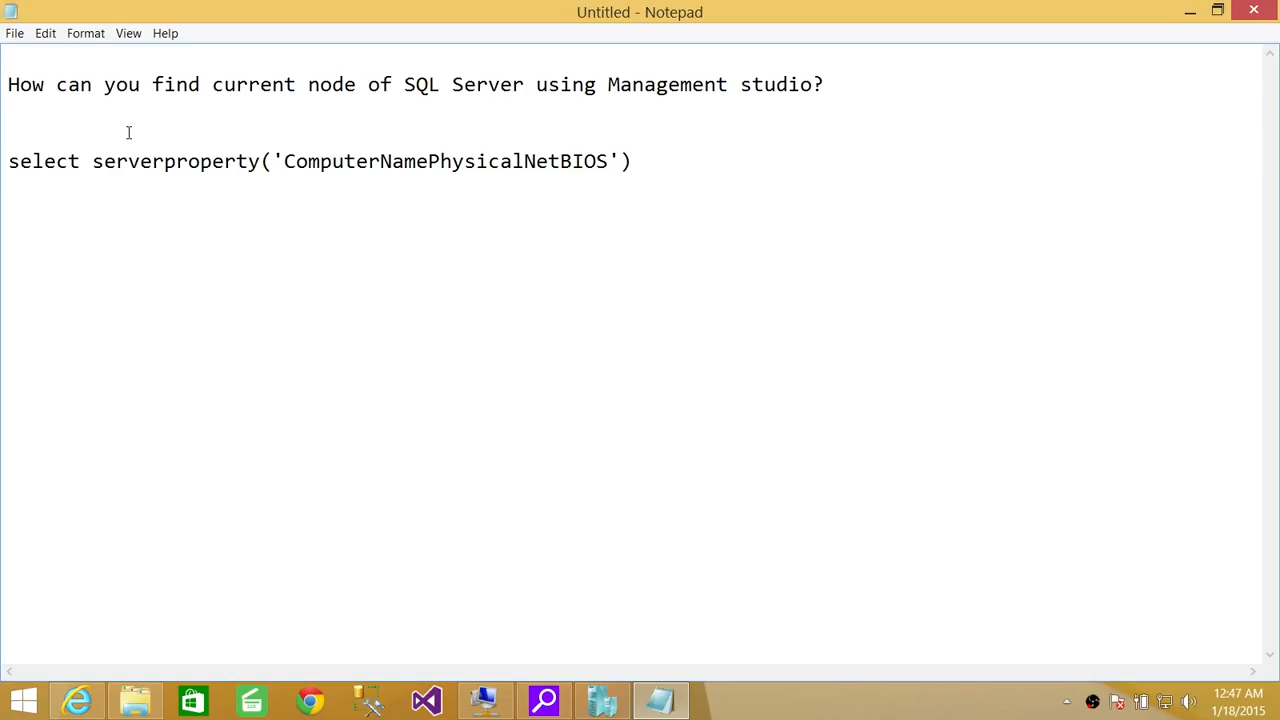 Untitled - Notepad
File Edit Format View Help
How can you find current node of SQL Server using Management studio?
select serverproperty('ComputerNamePhysicalNetBIOS')
12:47 AM
1/18/2015